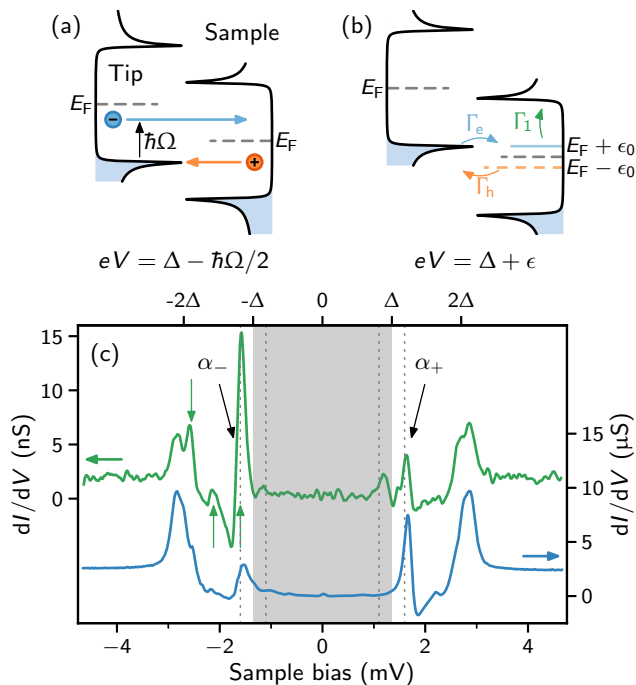 (a)
Sample
Tip
E_F
−
ℏΩ
E_F
+
eV = Δ − ℏΩ/2
(b)
E_F
Γ_e
Γ_1
E_F + ϵ_0
E_F − ϵ_0
Γ_h
eV = Δ + ϵ
-2Δ -Δ 0 Δ 2Δ
(c)
α_−
α_+
15
10
5
0
dI/dV (nS)
15
10
5
0
dI/dV (μS)
−4 −2 0 2 4
Sample bias (mV)